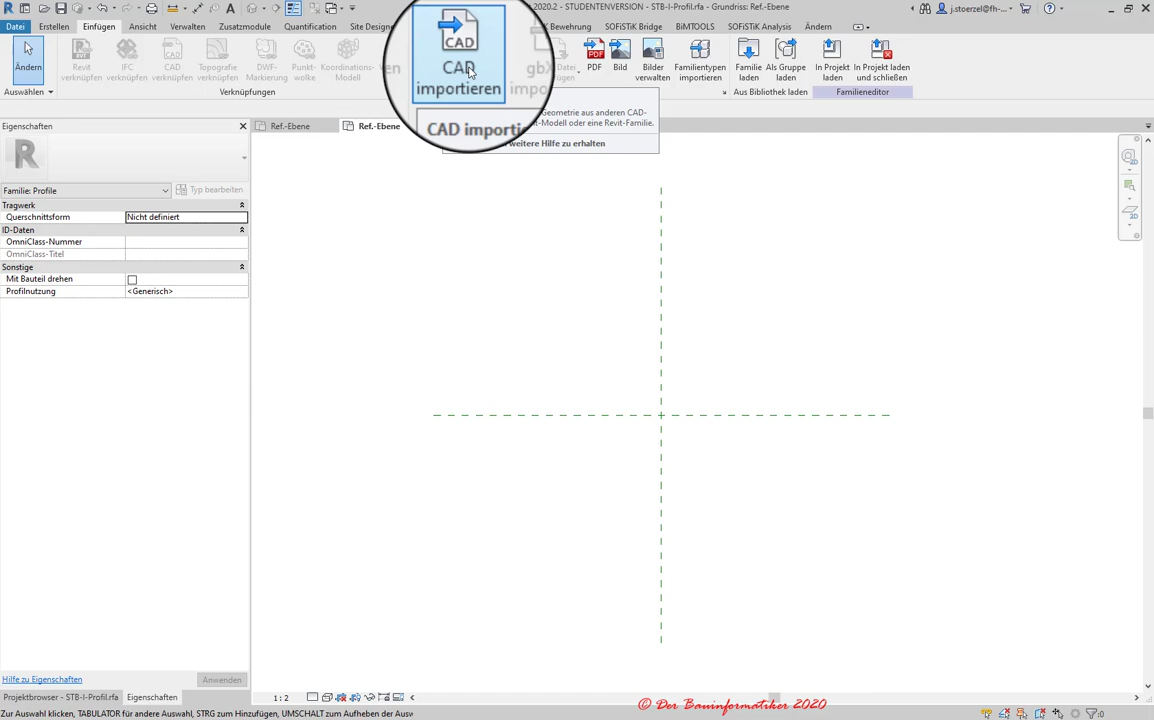 2020.2 - STUDENTENVERSION - STB-I-Profil.rfa - Grundriss: Ref.-Ebene
j.stoerzel@fh-...
Datei Erstellen Einfügen Ansicht Verwalten Zusatzmodule Quantification Site Designer
Bewehrung SOFiSTiK Bridge BiMTOOLS SOFiSTiK Analysis Ändern
Ändern
Revit verknüpfen
IFC verknüpfen
CAD verknüpfen
Topografie verknüpfen
DWF-Markierung
Punkt-wolke
Koordinations-Modell
CAD
CAD importieren
PDF
Bild
Bilder verwalten
Familientypen importieren
Familie laden
Als Gruppe laden
In Projekt laden
In Projekt laden und schließen
Auswählen
Verknüpfungen
Aus Bibliothek laden
Familieneditor
CAD importie
Geometrie aus anderen CAD-
-Modell oder eine Revit-Familie.
weitere Hilfe zu erhalten
Eigenschaften
Ref.-Ebene
Ref.-Ebene
Familie: Profile
Typ bearbeiten
Tragwerk
Querschnittsform Nicht definiert
ID-Daten
OmniClass-Nummer
OmniClass-Titel
Sonstige
Mit Bauteil drehen
Profilnutzung <Generisch>
2D
2D
Hilfe zu Eigenschaften
Anwenden
Projektbrowser - STB-I-Profil.rfa
Eigenschaften
1 : 2
© Der Bauinformatiker 2020
Zur Auswahl klicken, TABULATOR für andere Auswahl, STRG zum Hinzufügen, UMSCHALT zum Aufheben der Ausw
:0